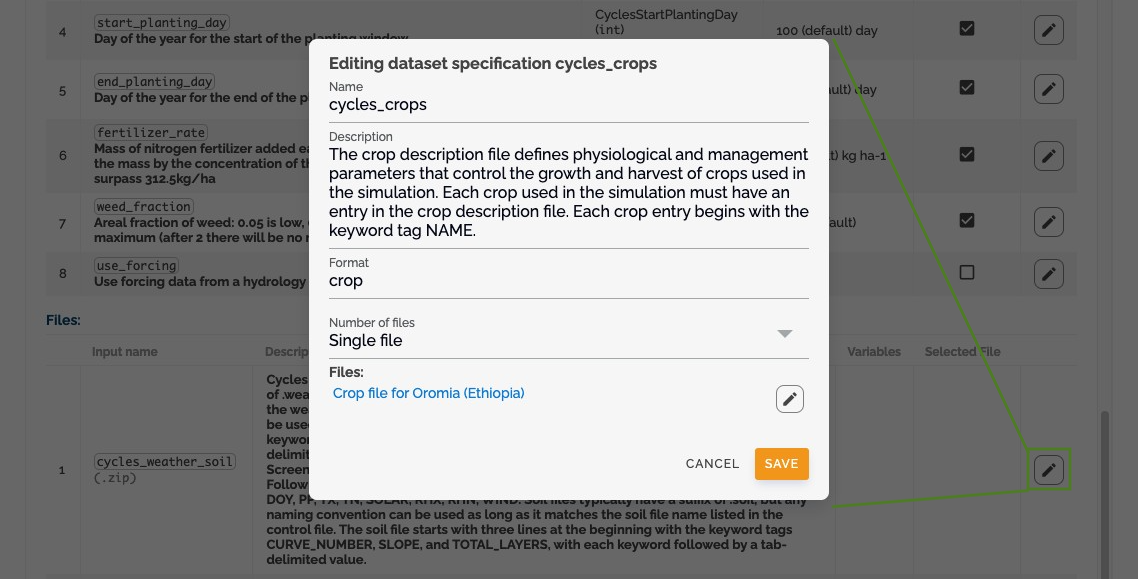 4
start_planting_day
Day of the year for the start of the planting window
CyclesStartPlantingDay
(int)
100 (default) day
5
end_planting_day
Day of the year for the end of the p
ault) day
6
fertilizer_rate
Mass of nitrogen fertilizer added ea
the mass by the concentration of th
surpass 312.5kg/ha
lt) kg ha-1
7
weed_fraction
Areal fraction of weed: 0.05 is low,
maximum (after 2 there will be no r
ault)
8
use_forcing
Use forcing data from a hydrology
Files:
Input name
Descrip
Variables
Selected File
1
cycles_weather_soil
(.zip)
Cycles
of .wea
the wea
be use
keywor
delimit
Screen
Follow
DOY, PP, TX, TN, SOLAR, RHX, RHN, WIND. Soil files typically have a suffix of .soil, but any
naming convention can be used as long as it matches the soil file name listed in the
control file. The soil file starts with three lines at the beginning with the keyword tags
CURVE_NUMBER, SLOPE, and TOTAL_LAYERS, with each keyword followed by a tab-
delimited value.
Editing dataset specification cycles_crops
Name
cycles_crops
Description
The crop description file defines physiological and management
parameters that control the growth and harvest of crops used in
the simulation. Each crop used in the simulation must have an
entry in the crop description file. Each crop entry begins with the
keyword tag NAME.
Format
crop
Number of files
Single file
Files:
Crop file for Oromia (Ethiopia)
CANCEL
SAVE